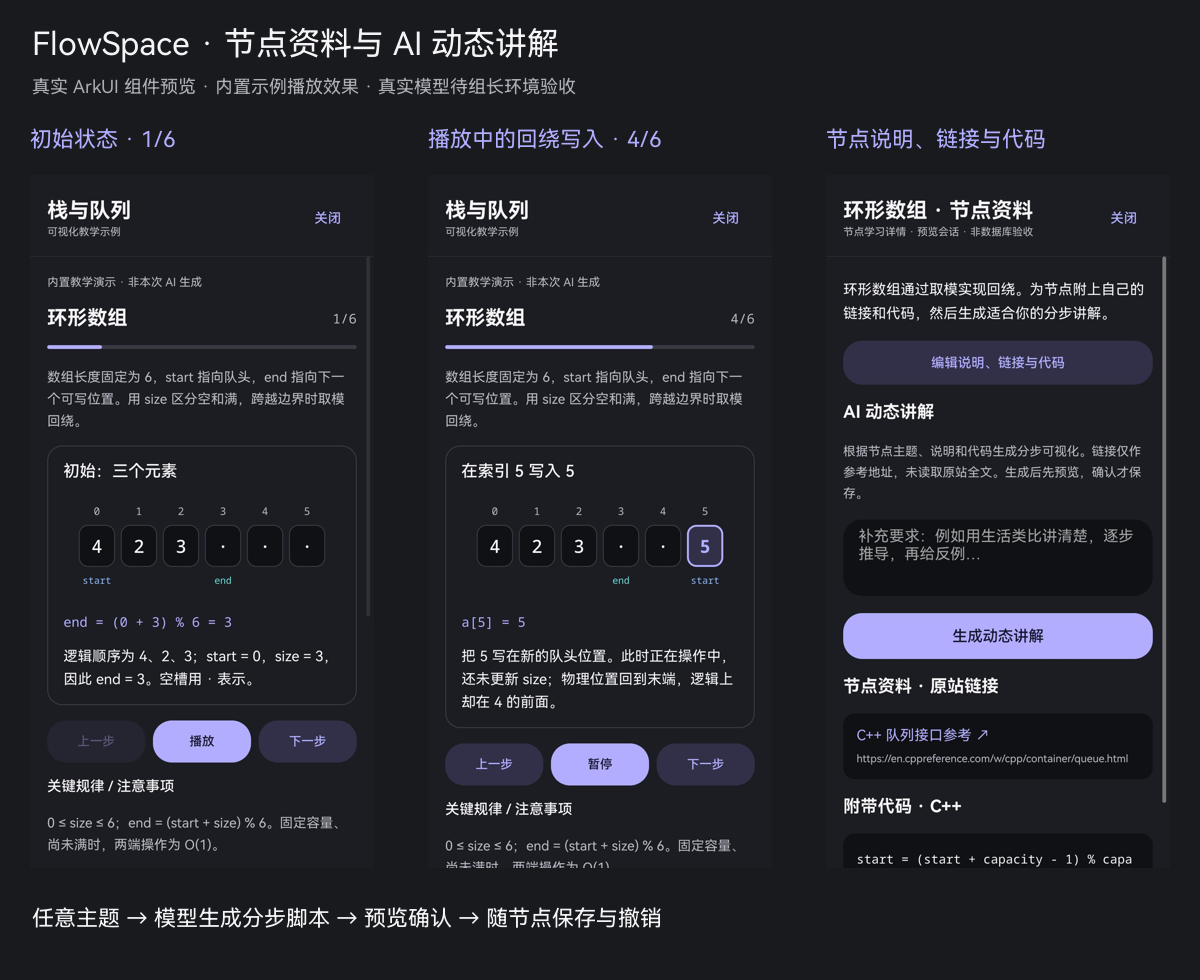 FlowSpace · 节点资料与 AI 动态讲解
真实 ArkUI 组件预览 · 内置示例播放效果 · 真实模型待组长环境验收
初始状态 · 1/6
栈与队列
关闭
可视化教学示例
内置教学演示 · 非本次 AI 生成
环形数组
1/6
数组长度固定为 6，start 指向队头，end 指向下一
个可写位置。用 size 区分空和满，跨越边界时取模
回绕。
初始：三个元素
0 1 2 3 4 5
4 2 3 · · ·
start end
end = (0 + 3) % 6 = 3
逻辑顺序为 4、2、3；start = 0，size = 3，
因此 end = 3。空槽用 · 表示。
上一步 播放 下一步
关键规律 / 注意事项
0 ≤ size ≤ 6；end = (start + size) % 6。固定容量、
尚未满时，两端操作为 O(1)。
播放中的回绕写入 · 4/6
栈与队列
关闭
可视化教学示例
内置教学演示 · 非本次 AI 生成
环形数组
4/6
数组长度固定为 6，start 指向队头，end 指向下一
个可写位置。用 size 区分空和满，跨越边界时取模
回绕。
在索引 5 写入 5
0 1 2 3 4 5
4 2 3 · · 5
end start
a[5] = 5
把 5 写在新的队头位置。此时正在操作中，
还未更新 size；物理位置回到末端，逻辑上
却在 4 的前面。
上一步 暂停 下一步
关键规律 / 注意事项
0 ≤ size ≤ 6；end = (start + size) % 6。固定容量、
尚未满时，两端操作为 O(1)
节点说明、链接与代码
环形数组 · 节点资料
关闭
节点学习详情 · 预览会话 · 非数据库验收
环形数组通过取模实现回绕。为节点附上自己的
链接和代码，然后生成适合你的分步讲解。
编辑说明、链接与代码
AI 动态讲解
根据节点主题、说明和代码生成分步可视化。链接仅作
参考地址，未读取原站全文。生成后先预览，确认才保
存。
补充要求：例如用生活类比讲清楚，逐步
推导，再给反例...
生成动态讲解
节点资料 · 原站链接
C++ 队列接口参考 ↗
https://en.cppreference.com/w/cpp/container/queue.html
附带代码 · C++
start = (start + capacity - 1) % capa
任意主题 → 模型生成分步脚本 → 预览确认 → 随节点保存与撤销